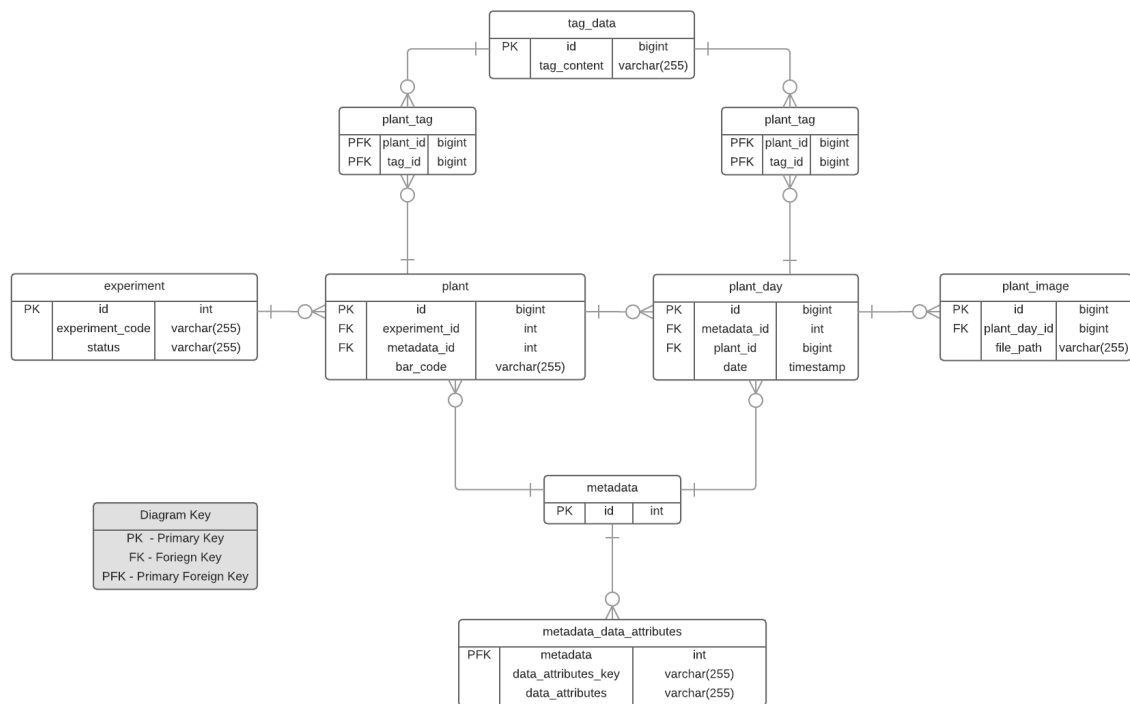 tag_data
PK id bigint
tag_content varchar(255)
plant_tag
PFK plant_id bigint
PFK tag_id bigint
plant_tag
PFK plant_id bigint
PFK tag_id bigint
experiment
PK id int
experiment_code varchar(255)
status varchar(255)
plant
PK id bigint
FK experiment_id int
FK metadata_id int
bar_code varchar(255)
plant_day
PK id bigint
FK metadata_id int
FK plant_id bigint
date timestamp
plant_image
PK id bigint
FK plant_day_id bigint
file_path varchar(255)
metadata
PK id int
Diagram Key
PK - Primary Key
FK - Foriegn Key
PFK - Primary Foreign Key
metadata_data_attributes
PFK metadata int
data_attributes_key varchar(255)
data_attributes varchar(255)